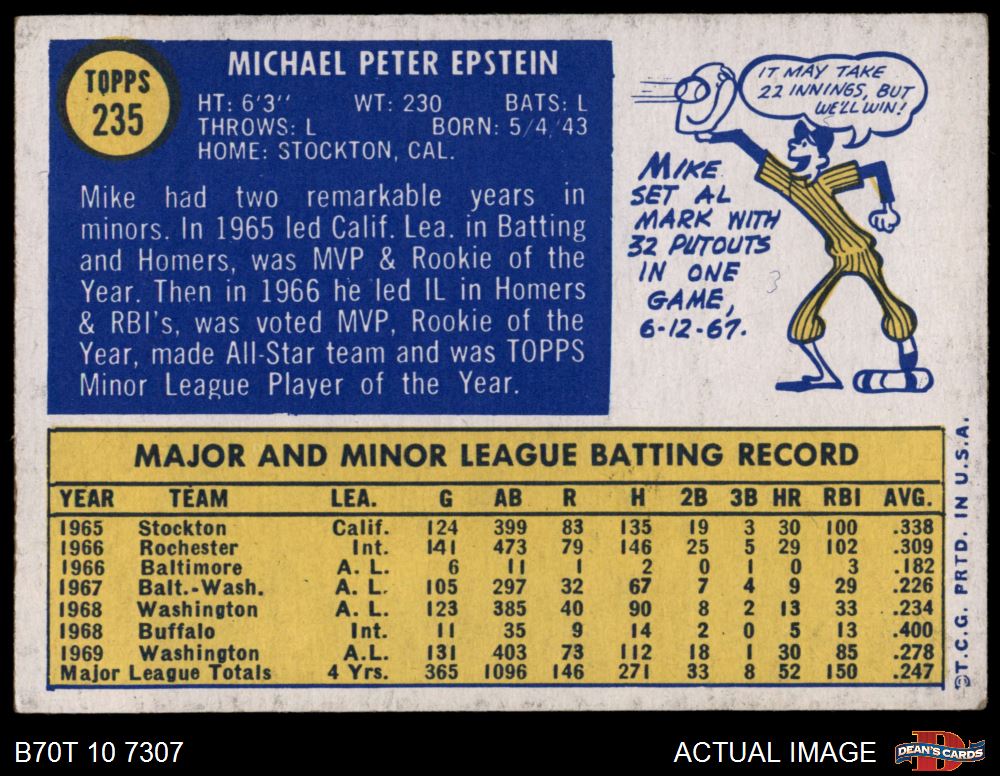 TOPPS
235
MICHAEL PETER EPSTEIN
HT: 6'3'' WT: 230 BATS: L
THROWS: L BORN: 5/4/43
HOME: STOCKTON, CAL.
Mike had two remarkable years in
minors. In 1965 led Calif. Lea. in Batting
and Homers, was MVP & Rookie of the
Year. Then in 1966 he led IL in Homers
& RBI's, was voted MVP, Rookie of the
Year, made All-Star team and was TOPPS
Minor League Player of the Year.
IT MAY TAKE
22 INNINGS, BUT
WE'LL WIN!
MIKE
SET AL
MARK WITH
32 PUTOUTS
IN ONE
GAME,
6-12-67.
MAJOR AND MINOR LEAGUE BATTING RECORD
YEAR TEAM LEA. G AB R H 2B 3B HR RBI AVG.
1965 Stockton Calif. 124 399 83 135 19 3 30 100 .338
1966 Rochester Int. 141 473 79 146 25 5 29 102 .309
1966 Baltimore A. L. 6 11 1 2 0 1 0 3 .182
1967 Balt.-Wash. A. L. 105 297 32 67 7 4 9 29 .226
1968 Washington A. L. 123 385 40 90 8 2 13 33 .234
1968 Buffalo Int. 11 35 9 14 2 0 5 13 .400
1969 Washington A.L. 131 403 73 112 18 1 30 85 .278
Major League Totals 4 Yrs. 365 1096 146 271 33 8 52 150 .247
©T.C.G. PRTD. IN U.S.A.
B70T 10 7307
ACTUAL IMAGE
DEAN'S CARDS